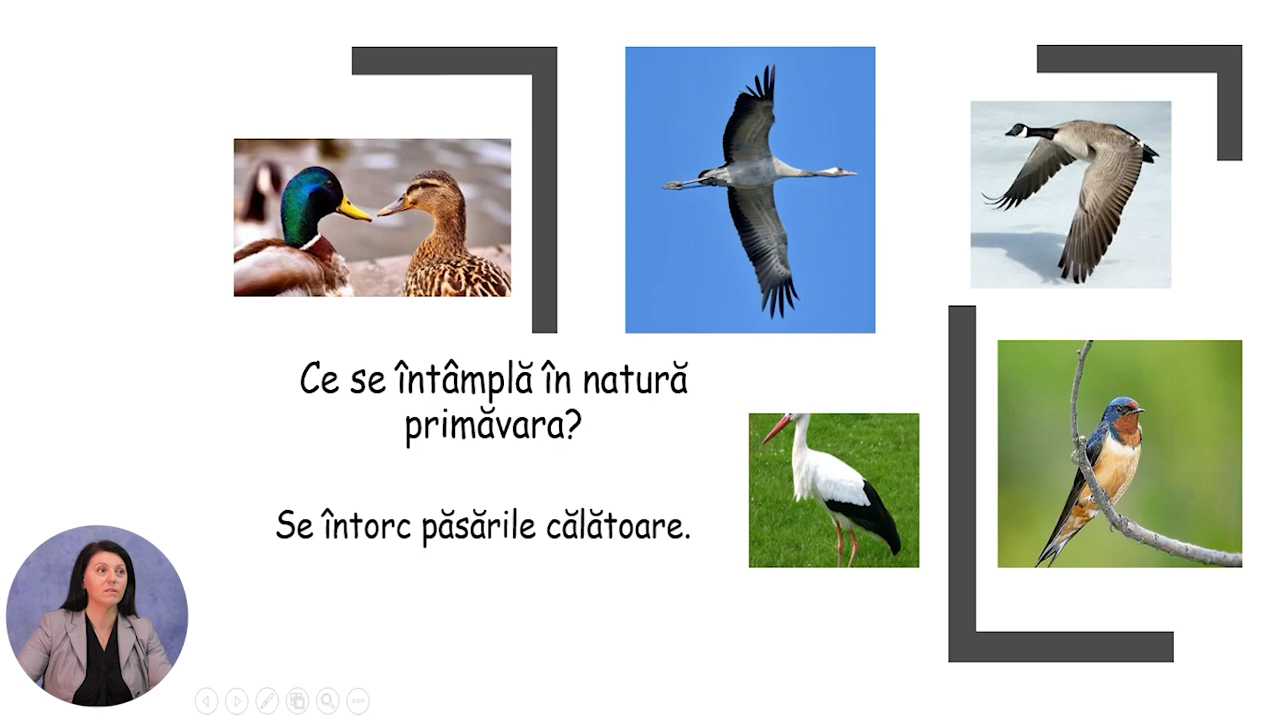 Ce se întâmplă în natură
primăvara?
Se întorc păsările călătoare.